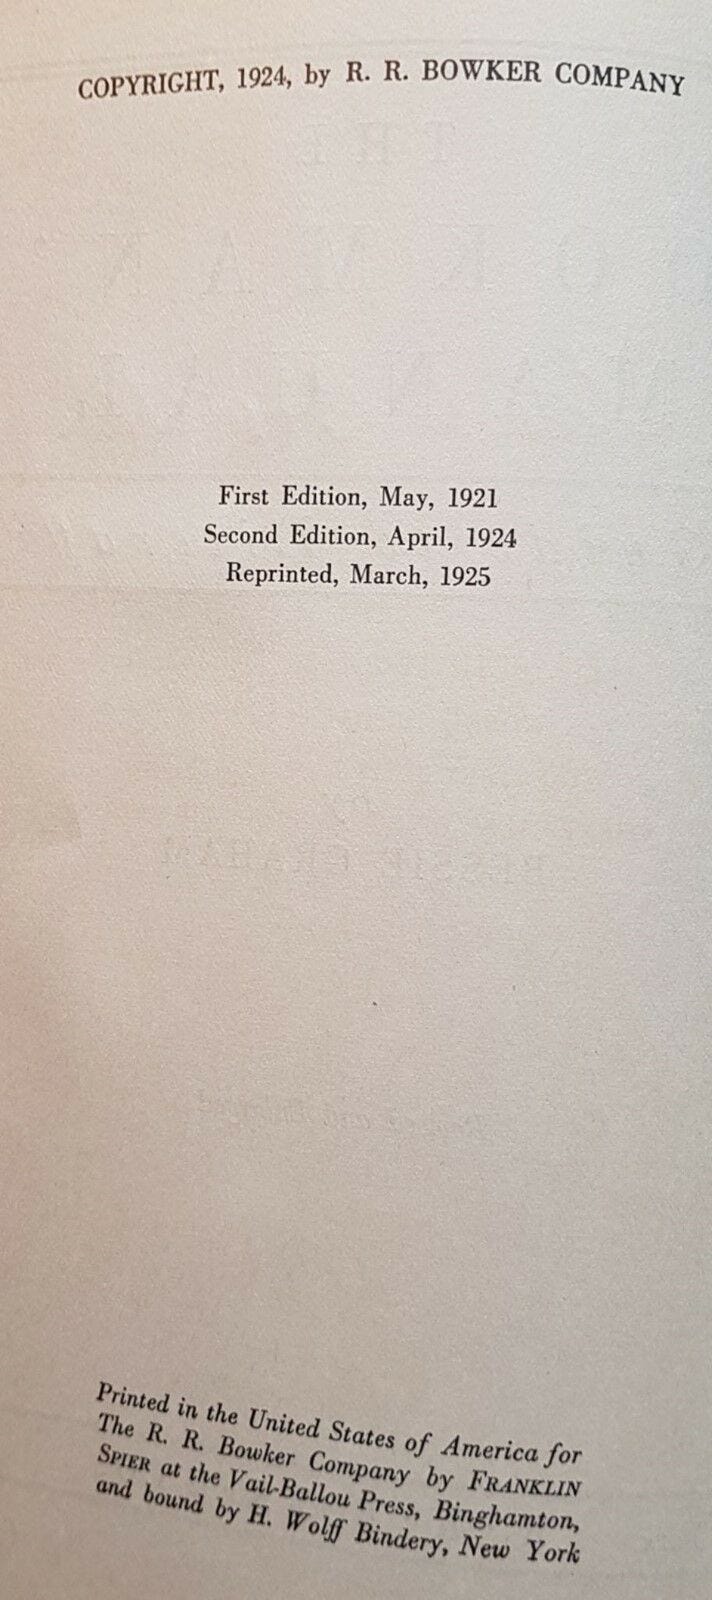 COPYRIGHT, 1924, by R. R. BOWKER COMPANY
First Edition, May, 1921
Second Edition, April, 1924
Reprinted, March, 1925
Printed in the United States of America for
The R. R. Bowker Company by FRANKLIN
SPIER at the Vail-Ballou Press, Binghamton,
and bound by H. Wolff Bindery, New York